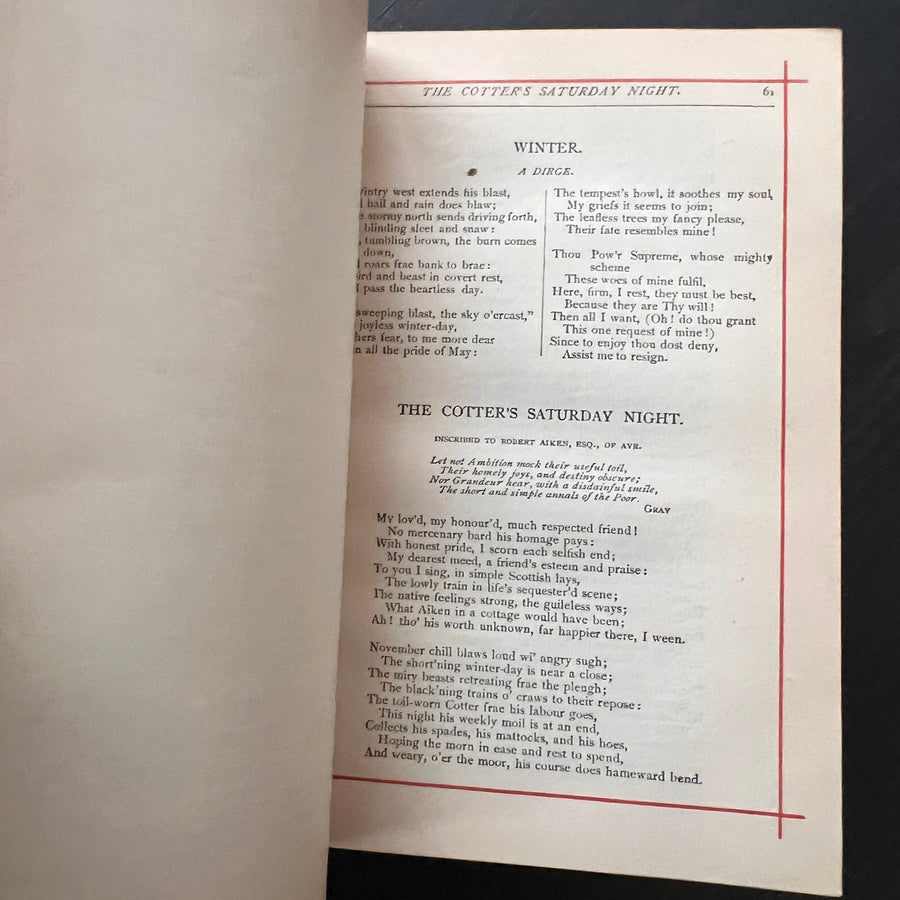 THE COTTER'S SATURDAY NIGHT.
WINTER.
A DIRGE.
west extends his blast,
hail and rain does blaw;
stormy north sends driving forth,
blinding sleet and snaw:
tumbling brown, the burn comes
down,
roars frae bank to brae:
and beast in covert rest,
pass the heartless day.
sweeping blast, the sky o'ercast,"
joyless winter-day,
fear, to me more dear
all the pride of May:
The tempest's howl, it soothes my soul,
My griefs it seems to join;
The leafless trees my fancy please,
Their fate resembles mine!
Thou Pow'r Supreme, whose mighty
scheme
These woes of mine fulfil,
Here, firm, I rest, they must be best,
Because they are Thy will!
Then all I want, (Oh! do thou grant
This one request of mine!)
Since to enjoy thou dost deny,
Assist me to resign.
THE COTTER'S SATURDAY NIGHT.
INSCRIBED TO ROBERT AIKEN, ESQ., OF AYR.
Let not Ambition mock their useful toil,
Their homely joys, and destiny obscure;
Nor Grandeur hear, with a disdainful smile,
The short and simple annals of the Poor.
GRAY
My lov'd, my honour'd, much respected friend!
No mercenary bard his homage pays:
With honest pride, I scorn each selfish end;
My dearest meed, a friend's esteem and praise:
To you I sing, in simple Scottish lays,
The lowly train in life's sequester'd scene;
The native feelings strong, the guileless ways;
What Aiken in a cottage would have been;
Ah! tho' his worth unknown, far happier there, I ween.
November chill blaws loud wi' angry sugh;
The short'ning winter-day is near a close;
The miry beasts retreating frae the pleugh;
The black'ning trains o' craws to their repose:
The toil-worn Cotter frae his labour goes,
This night his weekly moil is at an end,
Collects his spades, his mattocks, and his hoes,
Hoping the morn in ease and rest to spend,
And weary, o'er the moor, his course does hameward bend.